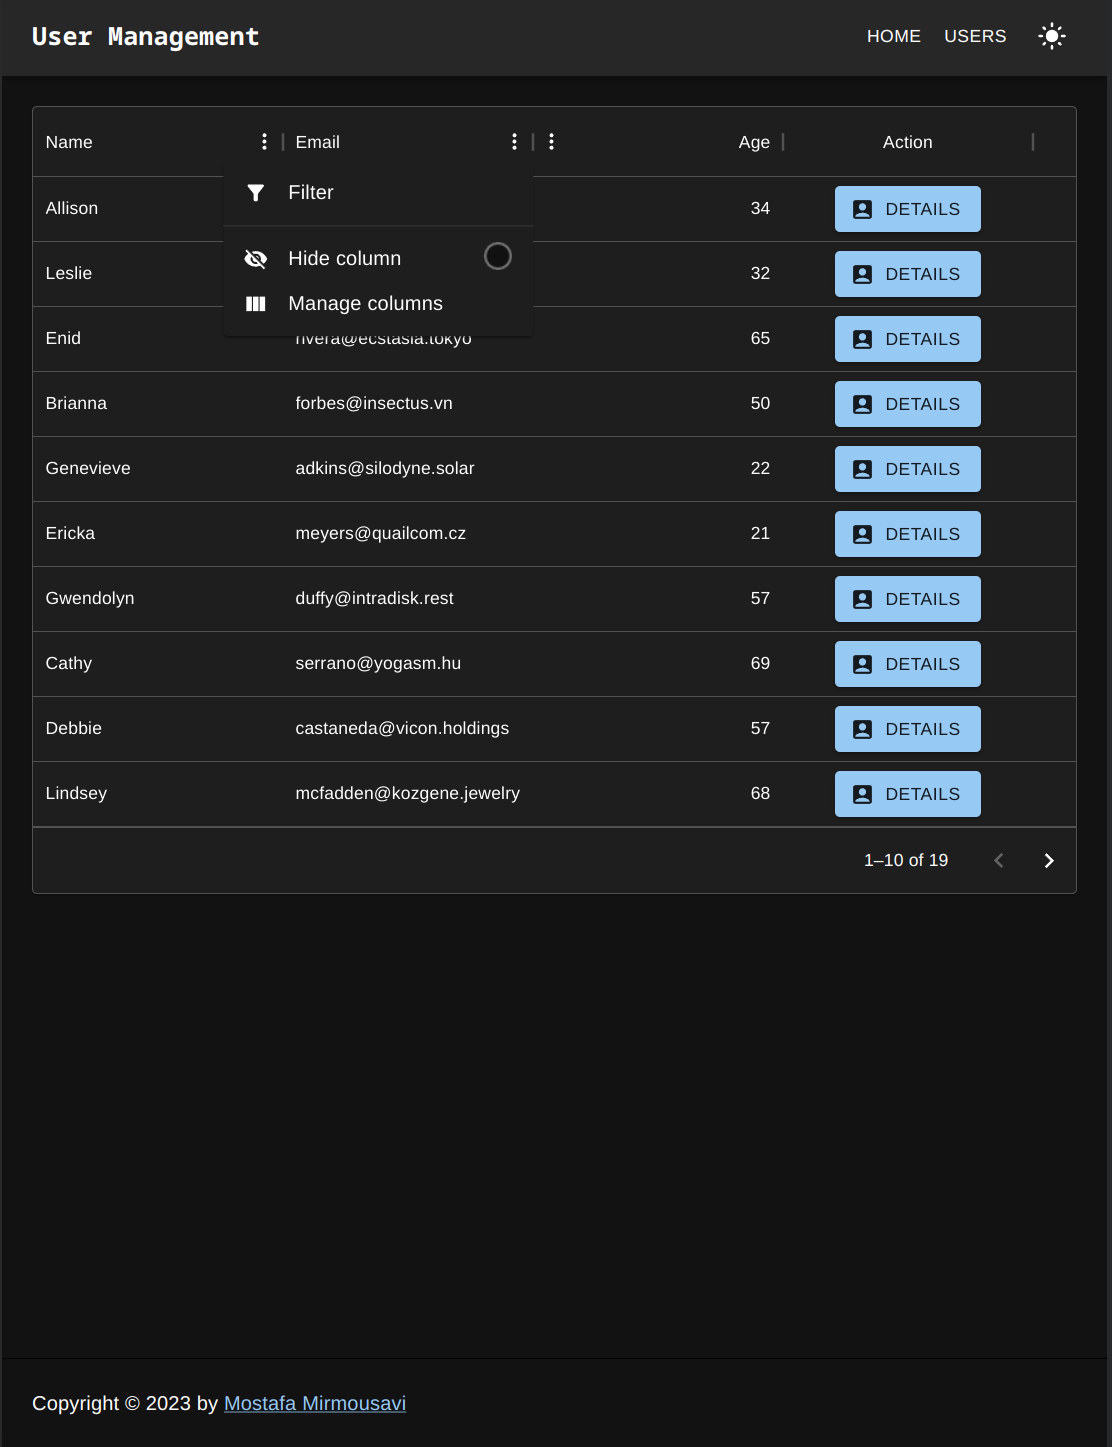 User Management
HOME USERS
Name Email Age Action
Filter
Hide column
Manage columns
Allison 34 DETAILS
Leslie 32 DETAILS
Enid rivera@ecstasia.tokyo 65 DETAILS
Brianna forbes@insectus.vn 50 DETAILS
Genevieve adkins@silodyne.solar 22 DETAILS
Ericka meyers@quailcom.cz 21 DETAILS
Gwendolyn duffy@intradisk.rest 57 DETAILS
Cathy serrano@yogasm.hu 69 DETAILS
Debbie castaneda@vicon.holdings 57 DETAILS
Lindsey mcfadden@kozgene.jewelry 68 DETAILS
1–10 of 19
Copyright © 2023 by Mostafa Mirmousavi